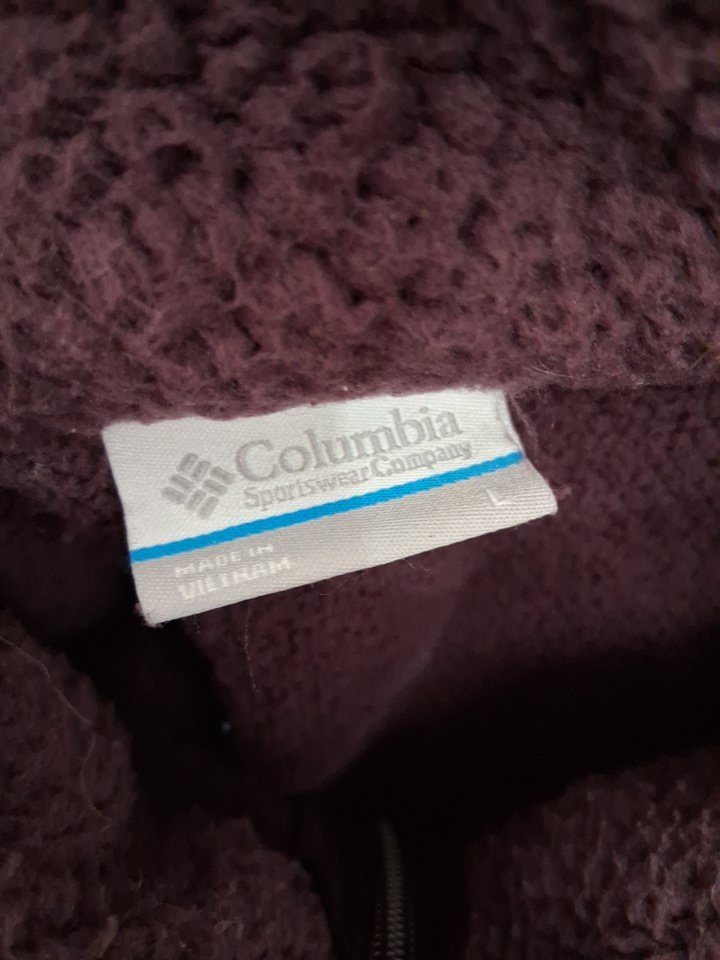 Columbia
Sportswear Company
L
MADE IN
VIETNAM